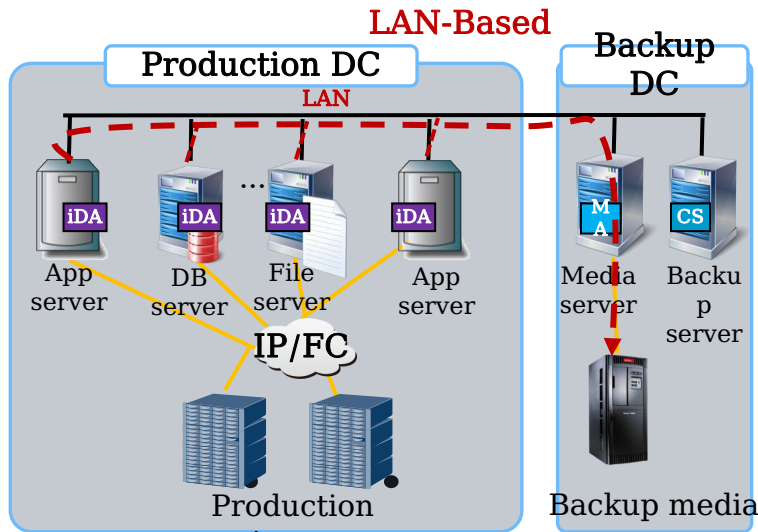 LAN-Based
Production DC
Backup
DC
LAN
...
iDA
iDA
iDA
iDA
M
A
CS
App
server
DB
server
File
server
App
server
Media
server
Backu
p
server
IP/FC
Production
Backup media